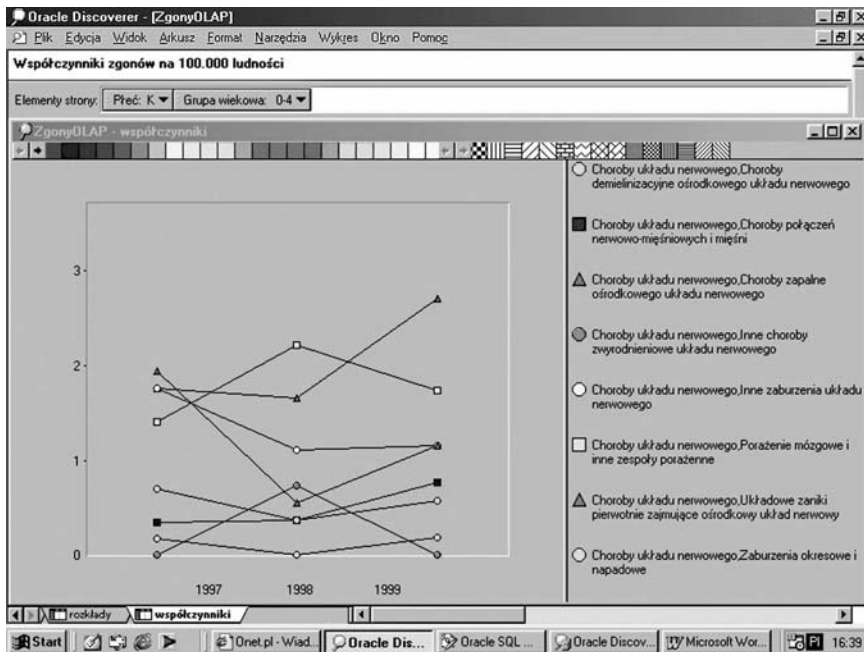 Oracle Discoverer - [ZgonyOLAP]
Plik Edycja Widok Arkusz Format Narzędzia Wykres Okno Pomoc
Współczynniki zgonów na 100.000 ludności
Elementy strony: Płeć: K Grupa wiekowa: 0-4
ZgonyOLAP - współczynniki
Choroby układu nerwowego,Choroby
demielinizacyjne ośrodkowego układu nerwowego
Choroby układu nerwowego,Choroby połączeń
nerwowo-mięśniowych i mięśni
Choroby układu nerwowego,Choroby zapalne
ośrodkowego układu nerwowego
Choroby układu nerwowego,Inne choroby
zwyrodnieniowe układu nerwowego
Choroby układu nerwowego,Inne zaburzenia układu
nerwowego
Choroby układu nerwowego,Porażenie mózgowe i
inne zespoły porażenne
Choroby układu nerwowego,Układowe zaniki
pierwotnie zajmujące ośrodkowy układ nerwowy
Choroby układu nerwowego,Zaburzenia okresowe i
napadowe
3
2
1
0
1997 1998 1999
rozkłady współczynniki
Start Onet.pl - Wiad... Oracle Dis... Oracle SQL ... Oracle Discov... Microsoft Wor... Pl 16:39